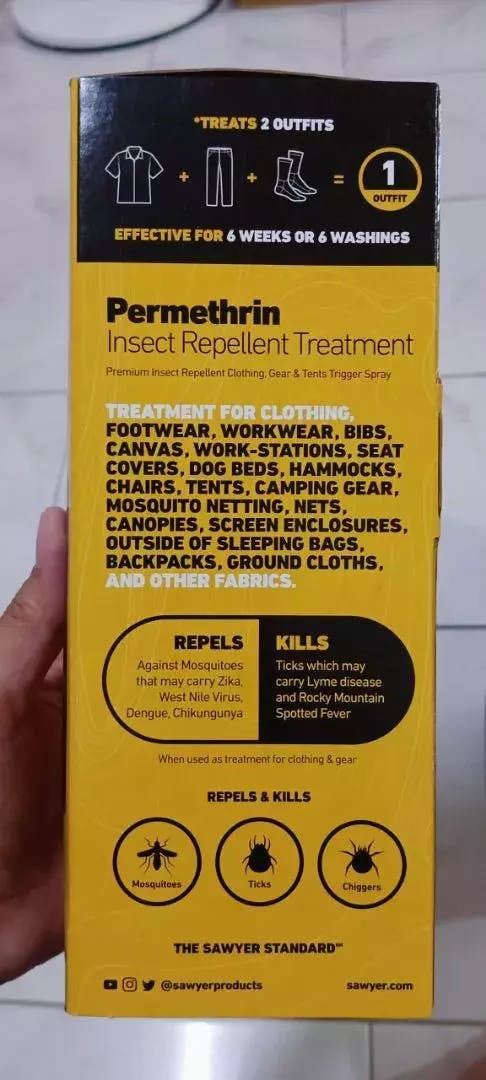 *TREATS 2 OUTFITS
+ + = 1
OUTFIT
EFFECTIVE FOR 6 WEEKS OR 6 WASHINGS
Permethrin
Insect Repellent Treatment
Premium Insect Repellent Clothing, Gear & Tents Trigger Spray
TREATMENT FOR CLOTHING,
FOOTWEAR, WORKWEAR, BIBS,
CANVAS, WORK-STATIONS, SEAT
COVERS, DOG BEDS, HAMMOCKS,
CHAIRS, TENTS, CAMPING GEAR,
MOSQUITO NETTING, NETS,
CANOPIES, SCREEN ENCLOSURES,
OUTSIDE OF SLEEPING BAGS,
BACKPACKS, GROUND CLOTHS,
AND OTHER FABRICS.
REPELS
Against Mosquitoes
that may carry Zika,
West Nile Virus,
Dengue, Chikungunya
KILLS
Ticks which may
carry Lyme disease
and Rocky Mountain
Spotted Fever
When used as treatment for clothing & gear
REPELS & KILLS
Mosquitoes
Ticks
Chiggers
THE SAWYER STANDARD℠
@sawyerproducts
sawyer.com